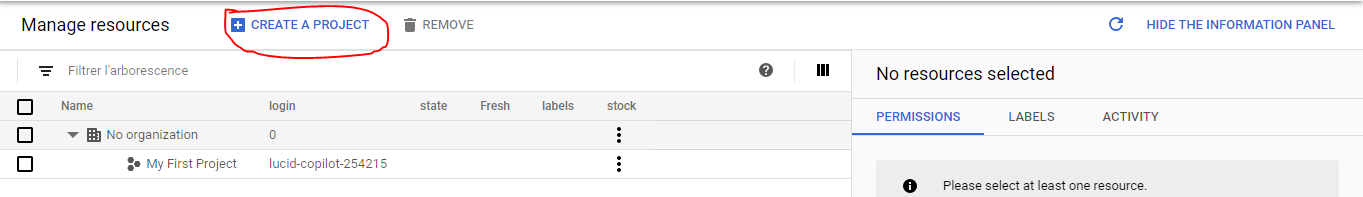 Manage resources CREATE A PROJECT REMOVE HIDE THE INFORMATION PANEL
Filtrer l'arborescence
No resources selected
Name login state Fresh labels stock
PERMISSIONS LABELS ACTIVITY
No organization 0
My First Project lucid-copilot-254215
Please select at least one resource.